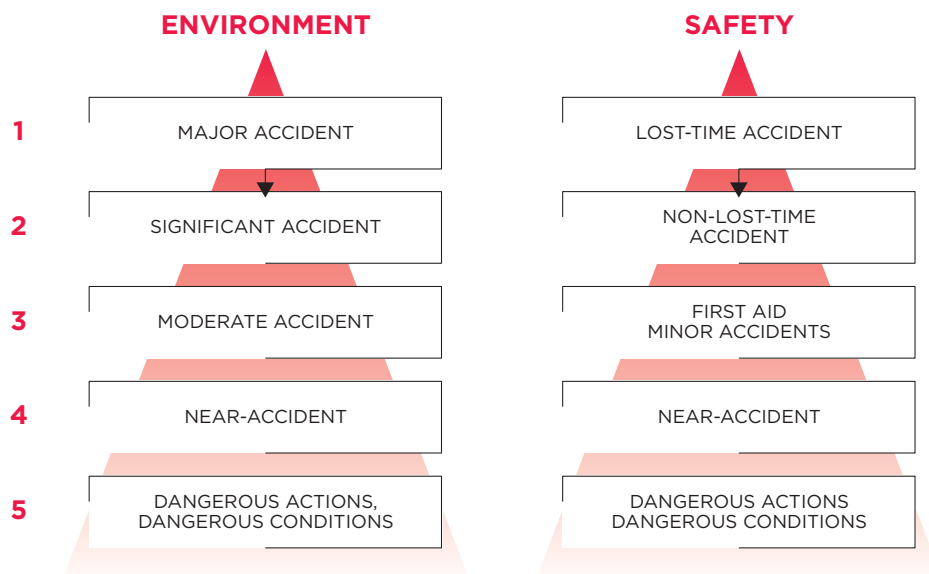 ENVIRONMENT
SAFETY
1
MAJOR ACCIDENT
LOST-TIME ACCIDENT
2
SIGNIFICANT ACCIDENT
NON-LOST-TIME
ACCIDENT
3
MODERATE ACCIDENT
FIRST AID
MINOR ACCIDENTS
4
NEAR-ACCIDENT
NEAR-ACCIDENT
5
DANGEROUS ACTIONS,
DANGEROUS CONDITIONS
DANGEROUS ACTIONS
DANGEROUS CONDITIONS